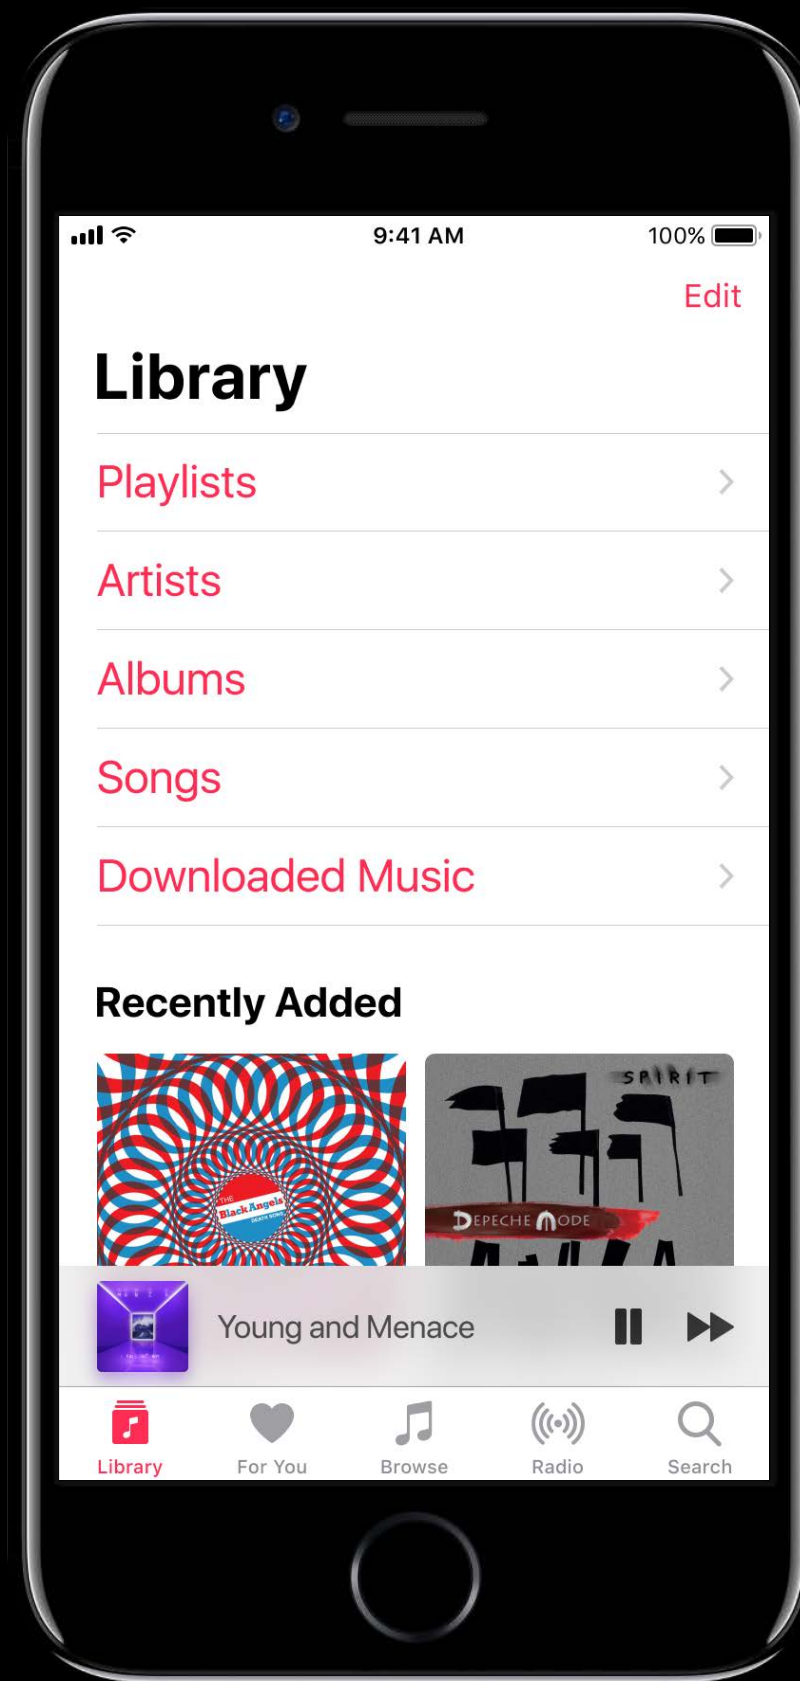 9:41 AM
100%
Edit
Library
Playlists
Artists
Albums
Songs
Downloaded Music
Recently Added
SPIRIT
THE
Black Angels
DEATH SONG
DEPECHE MODE
Young and Menace
Library
For You
Browse
Radio
Search